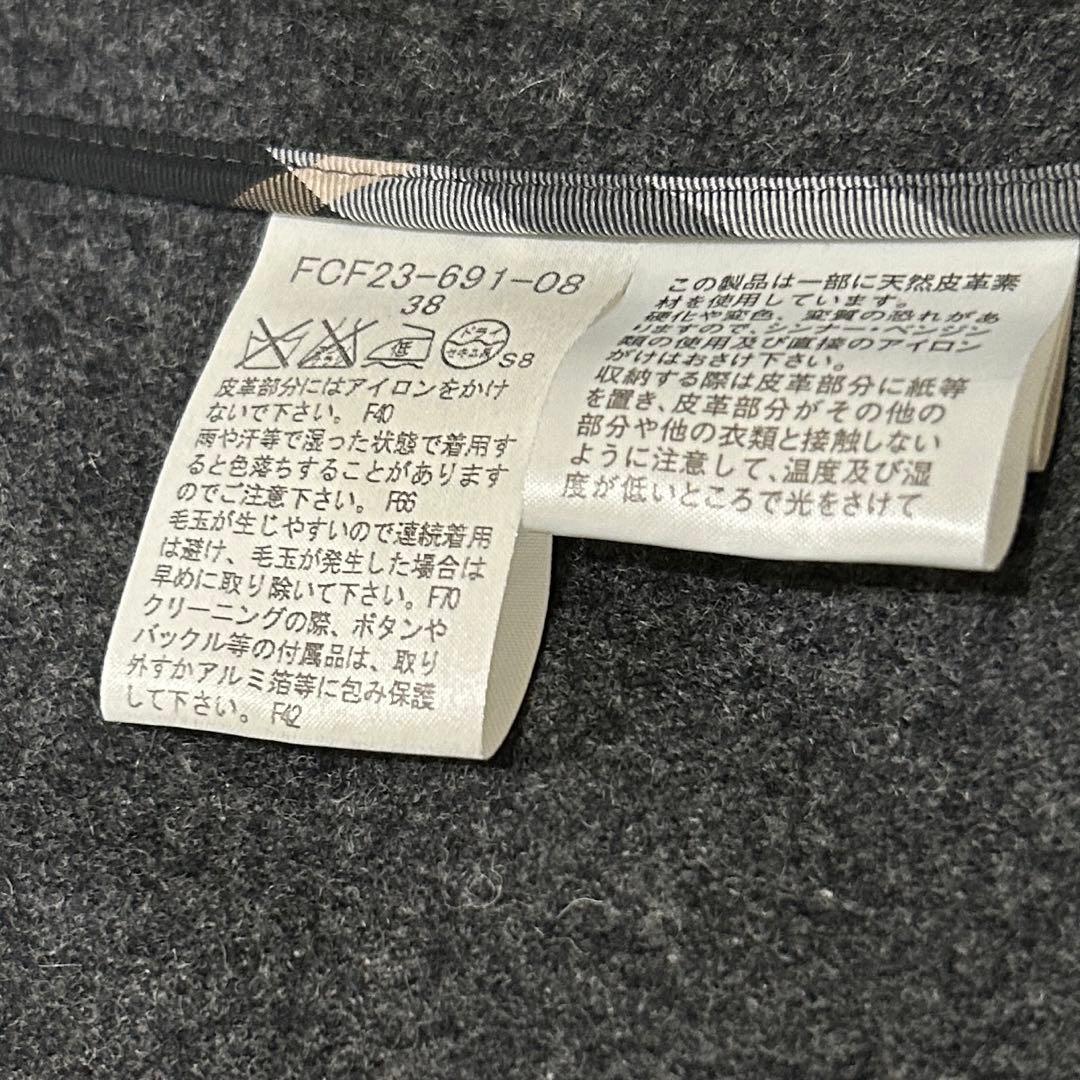 FCF23-691-08
38
低
ドライ
セキユ系
S8
皮革部分にはアイロンをかけ
ないで下さい。 F40
雨や汗等で湿った状態で着用す
ると色落ちすることがあります
のでご注意下さい。 F66
毛玉が生じやすいので連続着用
は避け、毛玉が発生した場合は
早めに取り除いて下さい。F70
クリーニングの際、ボタンや
バックル等の付属品は、取り
外すかアルミ箔等に包み保護
して下さい。 F42
この製品は一部に天然皮革素
材を使用しています。
硬化や変色、変質の恐れがあ
りますので、シンナー・ベンジン
類の使用及び直接のアイロン
がけはおさけ下さい。
収納する際は皮革部分に紙等
を置き、皮革部分がその他の
部分や他の衣類と接触しない
ように注意して、温度及び湿
度が低いところで光をさけて